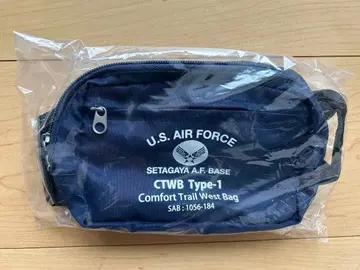 U.S. AIR FORCE
SETAGAYA A.F. BASE
CTWB Type-1
Comfort Trail West Bag
SAB : 1056-184